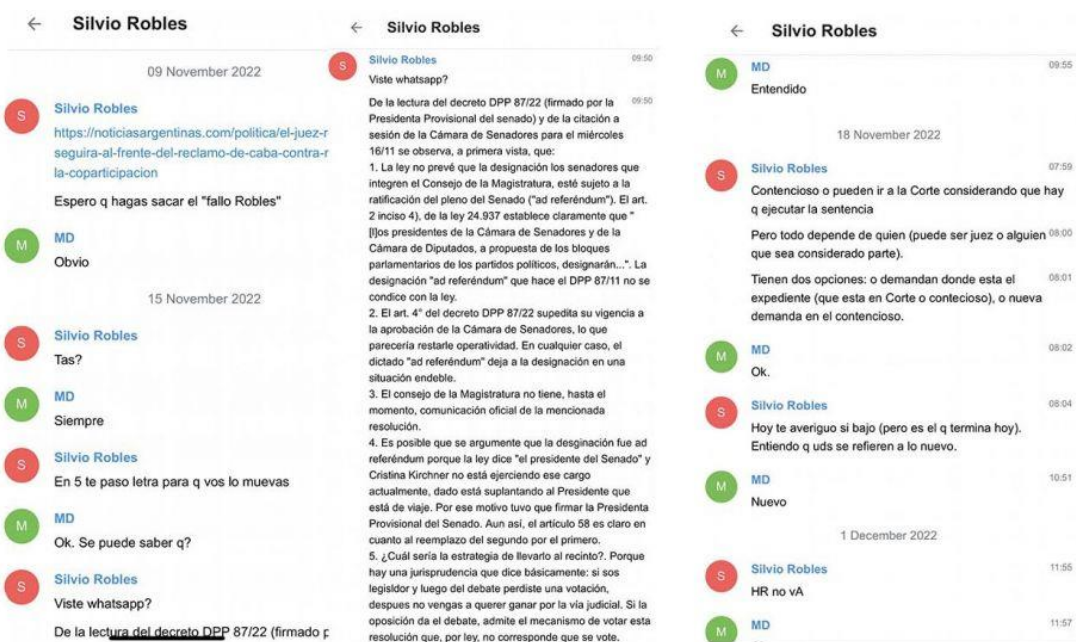 Silvio Robles
09 November 2022
S
Silvio Robles
https://noticiasargentinas.com/politica/el-juez-r
seguira-al-frente-del-reclamo-de-caba-contra-r
la-coparticipacion
Espero q hagas sacar el "fallo Robles"
M
MD
Obvio
15 November 2022
S
Silvio Robles
Tas?
M
MD
Siempre
S
Silvio Robles
En 5 te paso letra para q vos lo muevas
M
MD
Ok. Se puede saber q?
S
Silvio Robles
Viste whatsapp?
De la lectura del decreto DPP 87/22 (firmado p
Silvio Robles
S
Silvio Robles 09:50
Viste whatsapp?
De la lectura del decreto DPP 87/22 (firmado por la 09:50
Presidenta Provisional del senado) y de la citación a
sesión de la Cámara de Senadores para el miércoles
16/11 se observa, a primera vista, que:
1. La ley no prevé que la designación los senadores que
integren el Consejo de la Magistratura, esté sujeto a la
ratificación del pleno del Senado ("ad referéndum"). El art.
2 inciso 4), de la ley 24.937 establece claramente que "
[l]os presidentes de la Cámara de Senadores y de la
Cámara de Diputados, a propuesta de los bloques
parlamentarios de los partidos políticos, designarán...". La
designación "ad referéndum" que hace el DPP 87/11 no se
condice con la ley.
2. El art. 4° del decreto DPP 87/22 supedita su vigencia a
la aprobación de la Cámara de Senadores, lo que
parecería restarle operatividad. En cualquier caso, el
dictado "ad referéndum" deja a la designación en una
situación endeble.
3. El consejo de la Magistratura no tiene, hasta el
momento, comunicación oficial de la mencionada
resolución.
4. Es posible que se argumente que la desginación fue ad
referéndum porque la ley dice "el presidente del Senado" y
Cristina Kirchner no está ejerciendo ese cargo
actualmente, dado está suplantando al Presidente que
está de viaje. Por ese motivo tuvo que firmar la Presidenta
Provisional del Senado. Aun así, el artículo 58 es claro en
cuanto al reemplazo del segundo por el primero.
5. ¿Cuál sería la estrategia de llevarlo al recinto?. Porque
hay una jurisprudencia que dice básicamente: si sos
legisldor y luego del debate perdiste una votación,
despues no vengas a querer ganar por la vía judicial. Si la
oposición da el debate, admite el mecanismo de votar esta
resolución que, por ley, no corresponde que se vote.
Silvio Robles
M
MD 09:55
Entendido
18 November 2022
S
Silvio Robles 07:59
Contencioso o pueden ir a la Corte considerando que hay
q ejecutar la sentencia
Pero todo depende de quien (puede ser juez o alguien 08:00
que sea considerado parte).
Tienen dos opciones: o demandan donde esta el 08:01
expediente (que esta en Corte o contecioso), o nueva
demanda en el contencioso.
M
MD 08:02
Ok.
S
Silvio Robles 08:04
Hoy te averiguo si bajo (pero es el q termina hoy).
Entiendo q uds se refieren a lo nuevo.
M
MD 10:51
Nuevo
1 December 2022
S
Silvio Robles 11:55
HR no vA
M
MD 11:57